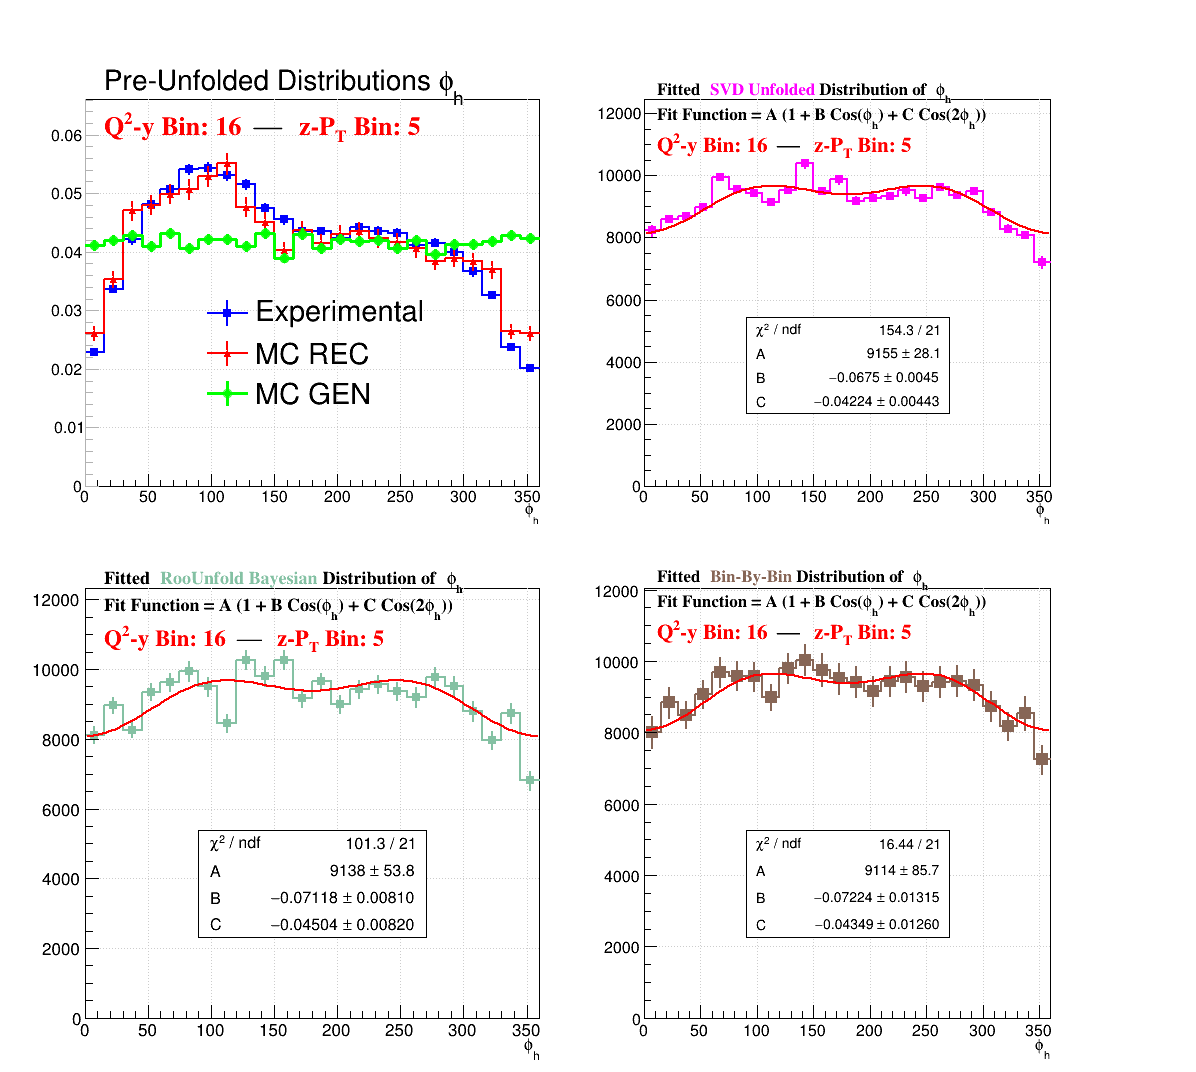 Pre-Unfolded Distributions ϕh
Q²-y Bin: 16 — z-PT Bin: 5
0.06
0.05
0.04
0.03
0.02
0.01
0
Experimental
MC REC
MC GEN
0 50 100 150 200 250 300 350
ϕh
Fitted SVD Unfolded Distribution of ϕh
Fit Function = A (1 + B Cos(ϕh) + C Cos(2ϕh))
Q²-y Bin: 16 — z-PT Bin: 5
12000
10000
8000
6000
4000
2000
0
χ² / ndf 154.3 / 21
A 9155 ± 28.1
B −0.0675 ± 0.0045
C −0.04224 ± 0.00443
0 50 100 150 200 250 300 350
ϕh
Fitted RooUnfold Bayesian Distribution of ϕh
Fit Function = A (1 + B Cos(ϕh) + C Cos(2ϕh))
Q²-y Bin: 16 — z-PT Bin: 5
12000
10000
8000
6000
4000
2000
0
χ² / ndf 101.3 / 21
A 9138 ± 53.8
B −0.07118 ± 0.00810
C −0.04504 ± 0.00820
0 50 100 150 200 250 300 350
ϕh
Fitted Bin-By-Bin Distribution of ϕh
Fit Function = A (1 + B Cos(ϕh) + C Cos(2ϕh))
Q²-y Bin: 16 — z-PT Bin: 5
12000
10000
8000
6000
4000
2000
0
χ² / ndf 16.44 / 21
A 9114 ± 85.7
B −0.07224 ± 0.01315
C −0.04349 ± 0.01260
0 50 100 150 200 250 300 350
ϕh